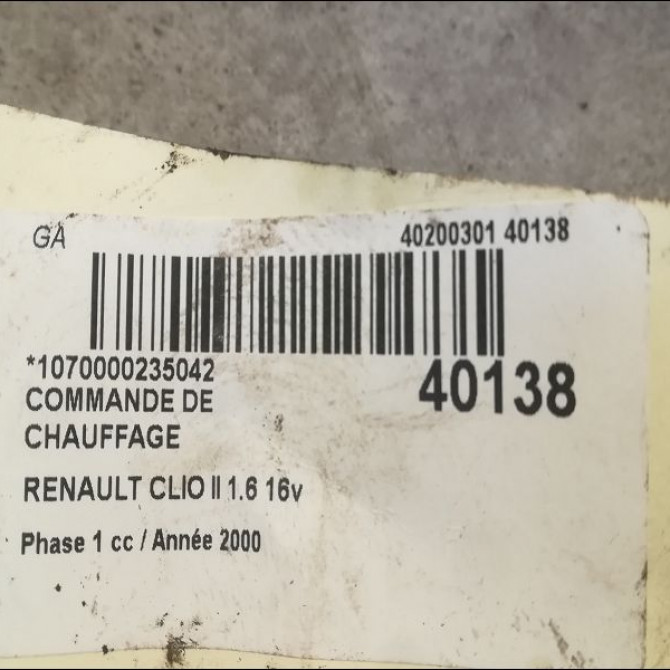 GA 40200301 40138
*1070000235042
40138
COMMANDE DE
CHAUFFAGE
RENAULT CLIO II 1.6 16v
Phase 1 cc / Année 2000